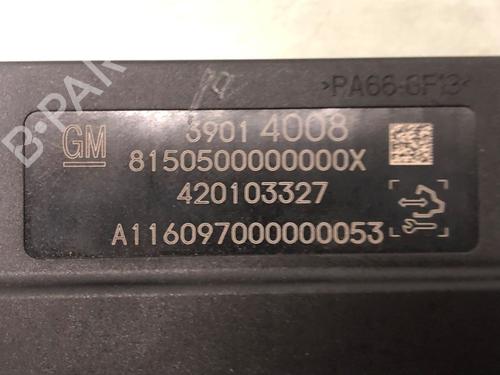 >PA66-GF13<
GM
3901 4008
8150500000000X
420103327
A116097000000053
B-PAR